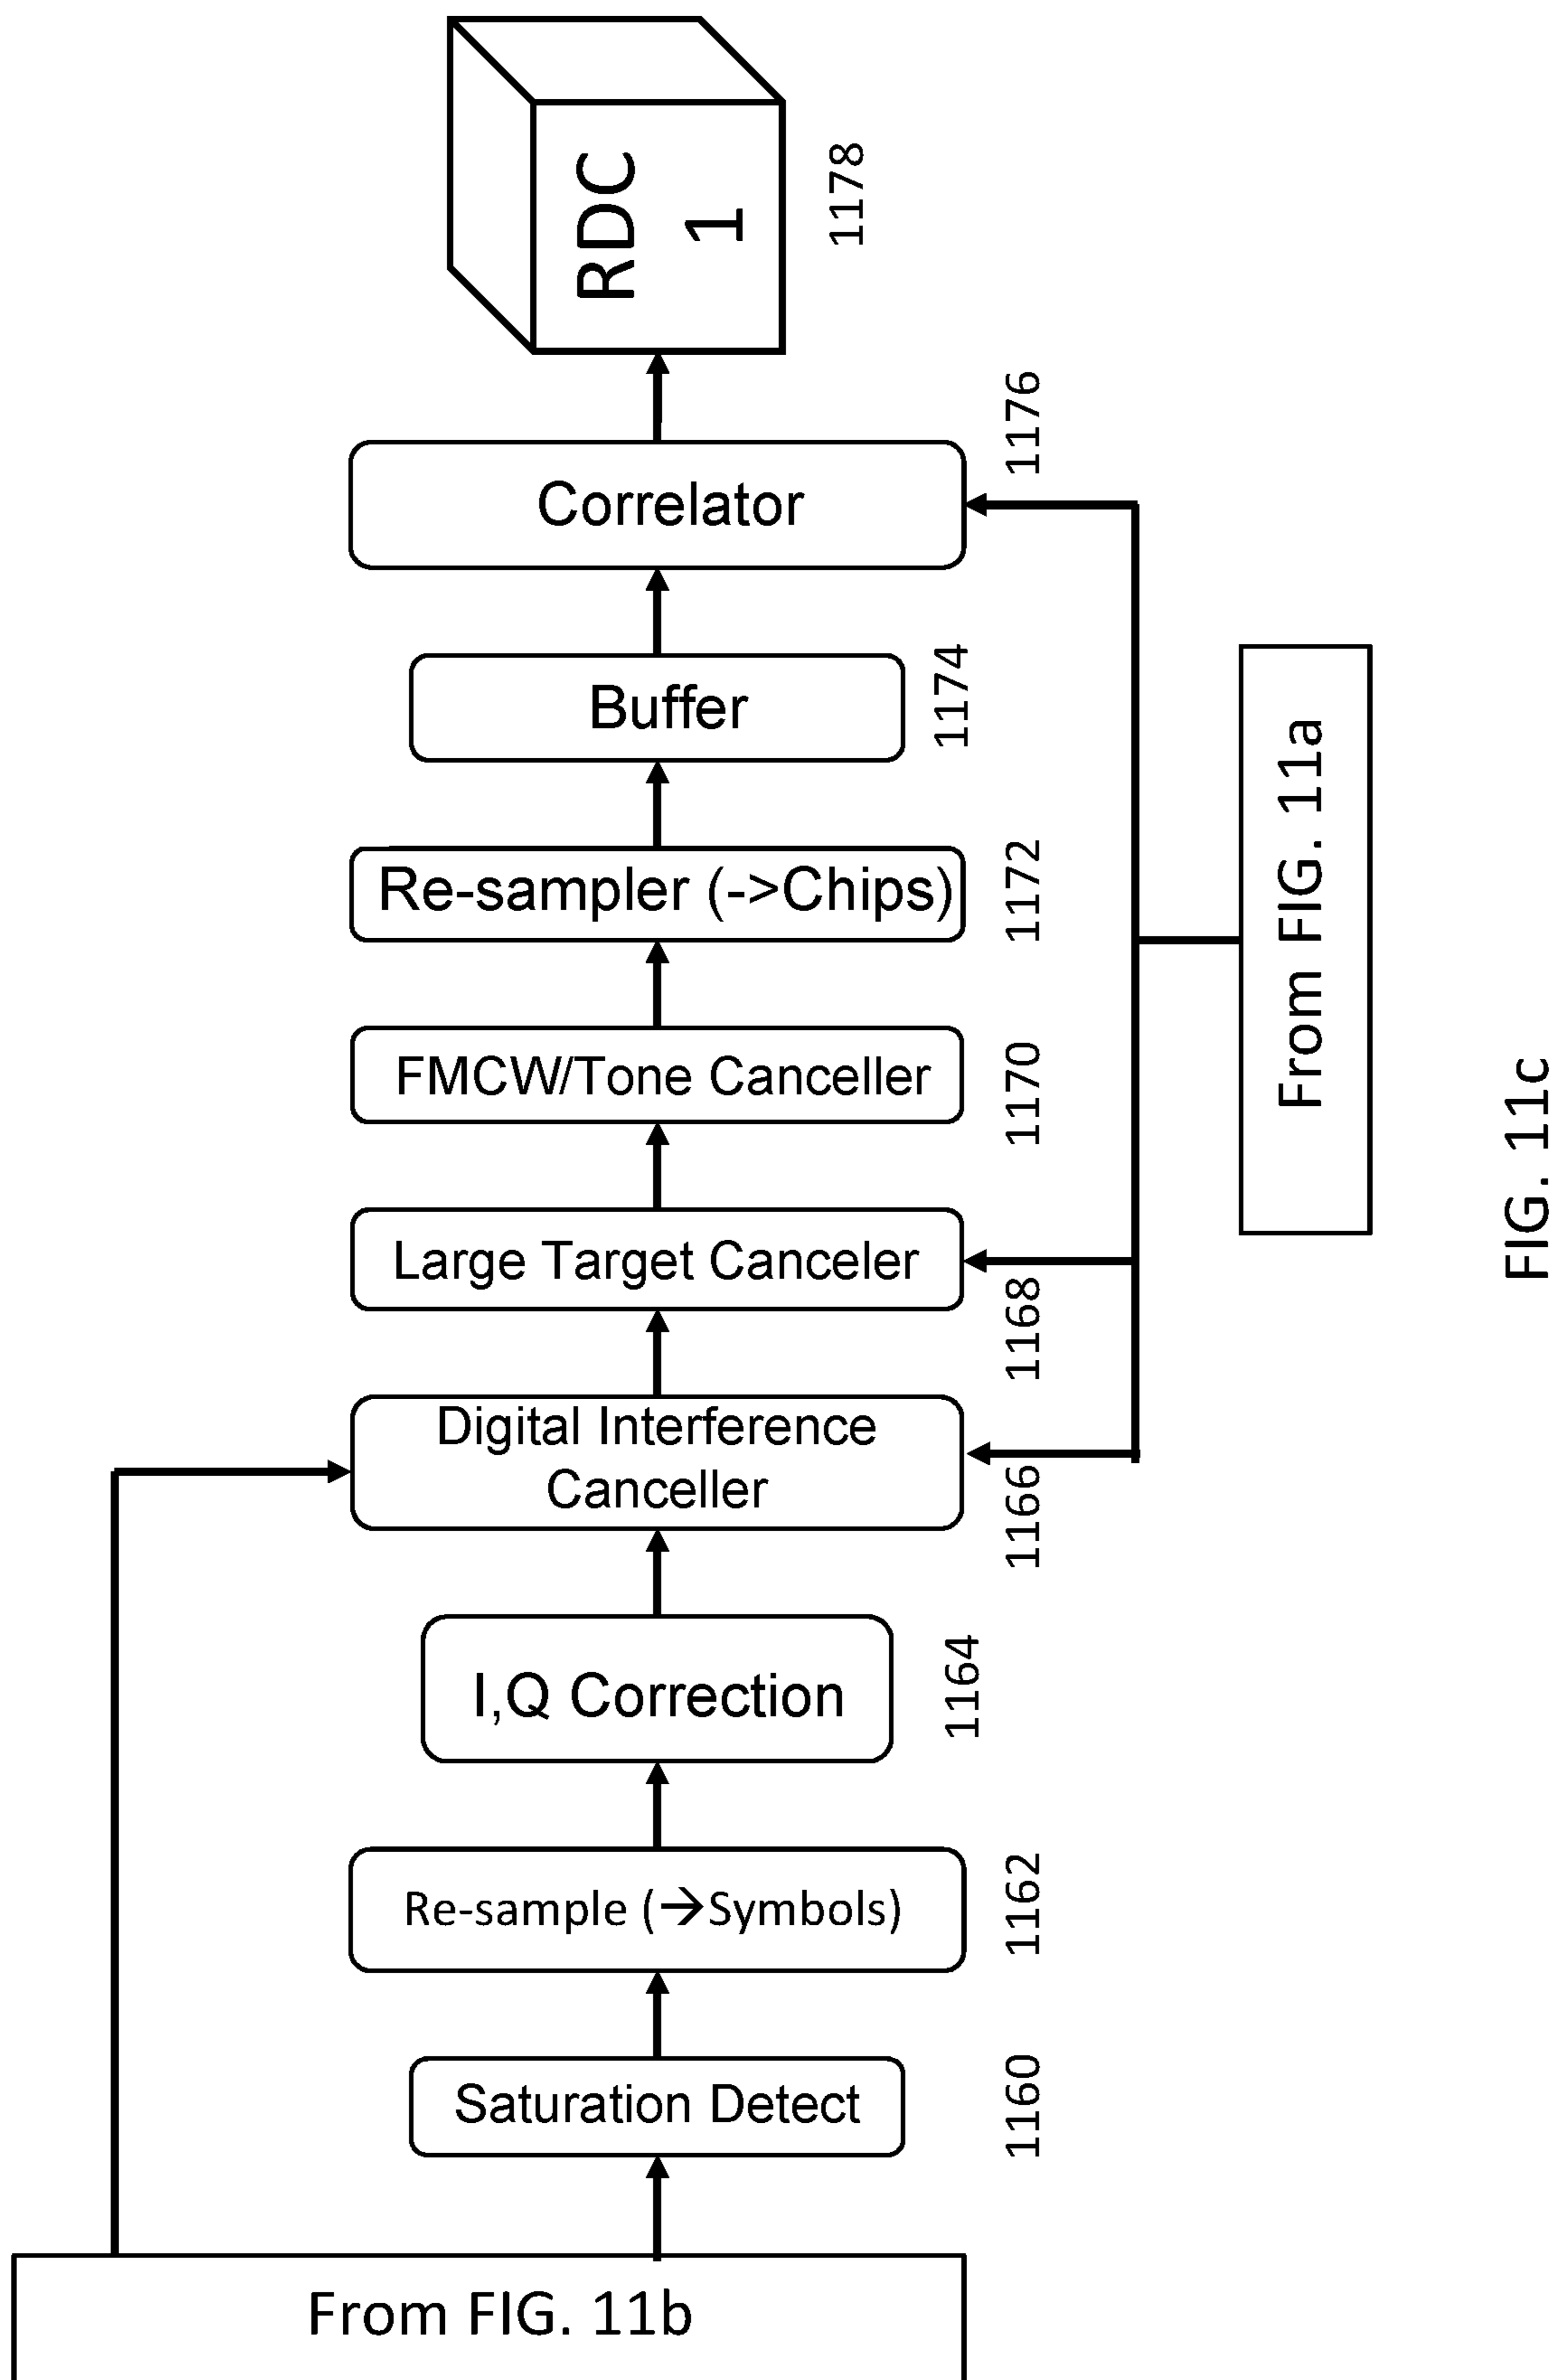 RDC
1
1178
Correlator
1176
Buffer
1174
Re-sampler (->Chips)
1172
FMCW/Tone Canceller
1170
Large Target Canceler
1168
Digital Interference
Canceller
1166
I,Q Correction
1164
Re-sample (→Symbols)
1162
Saturation Detect
1160
From FIG. 11b
From FIG. 11a
FIG. 11c